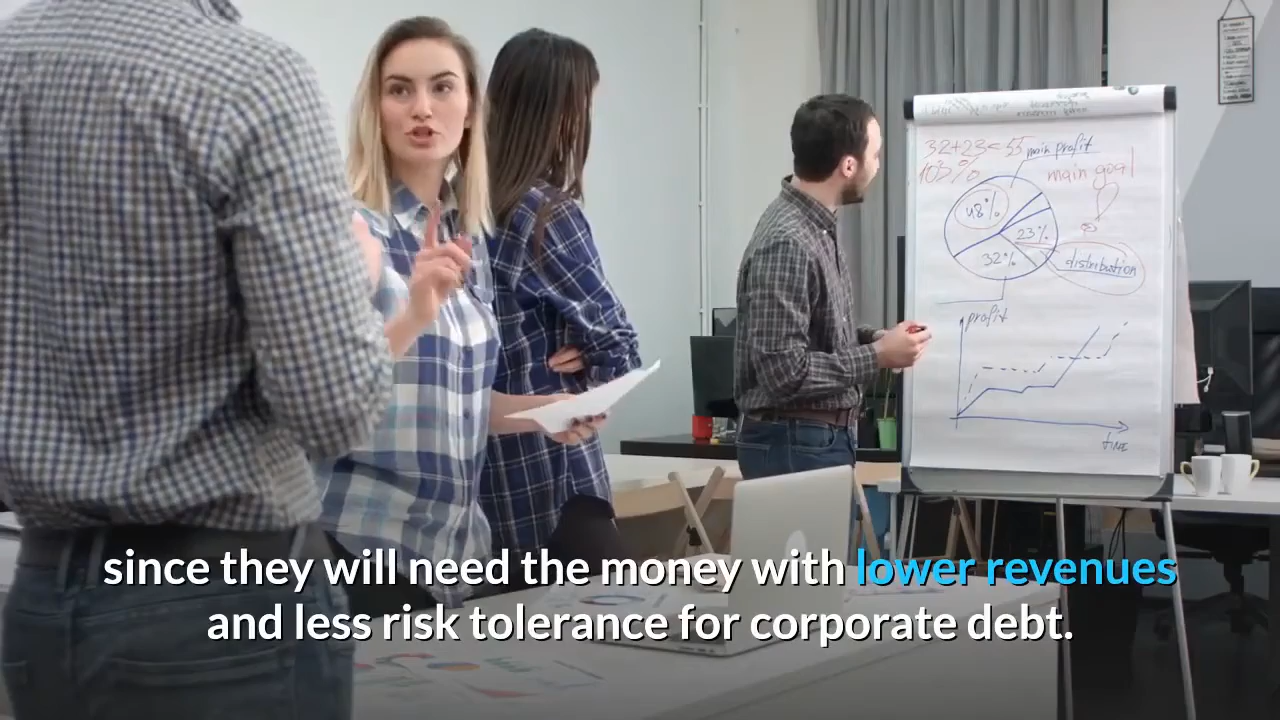 32+23=55 main profit
103% main goal
48%
23%
32%
distribution
profit
time
since they will need the money with lower revenues
and less risk tolerance for corporate debt.